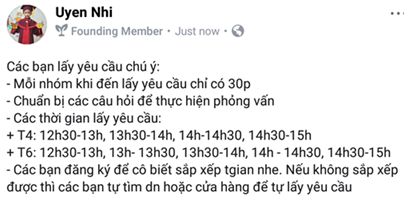 Uyen Nhi
Founding Member · Just now ·
Các bạn lấy yêu cầu chú ý:
- Mỗi nhóm khi đến lấy yêu cầu chỉ có 30p
- Chuẩn bị các câu hỏi để thực hiện phỏng vấn
- Các thời gian lấy yêu cầu:
+ T4: 12h30-13h, 13h30-14h, 14h-14h30, 14h30-15h
+ T6: 12h30-13h, 13h- 13h30, 13h30-14h, 14h - 14h30, 14h30-15h
- Các bạn đăng ký để cô biết sắp xếp tgian nhe. Nếu không sắp xếp
được thì các bạn tự tìm dn hoặc cửa hàng để tự lấy yêu cầu